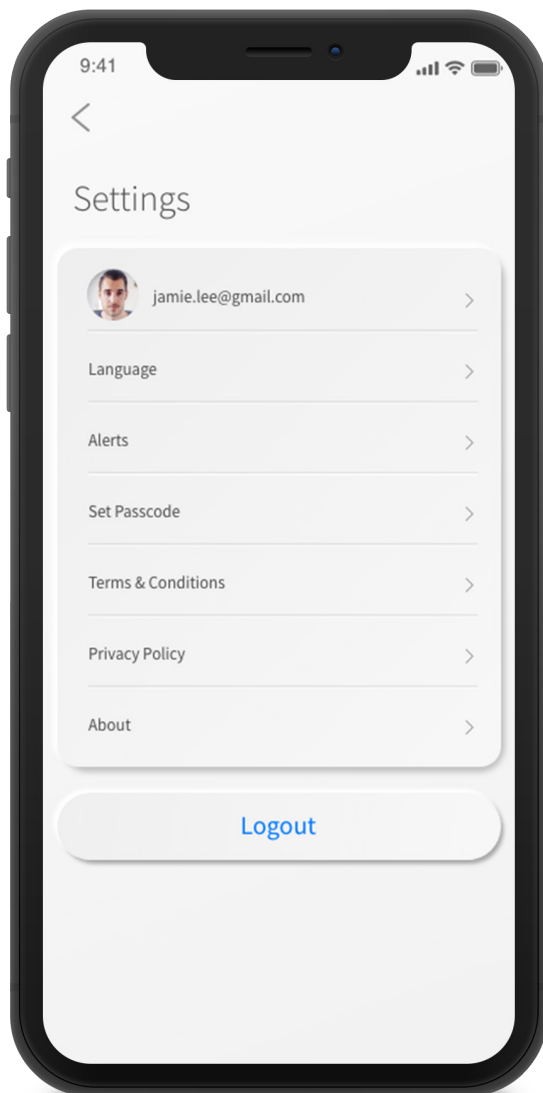 9:41
Settings
jamie.lee@gmail.com
Language
Alerts
Set Passcode
Terms & Conditions
Privacy Policy
About
Logout